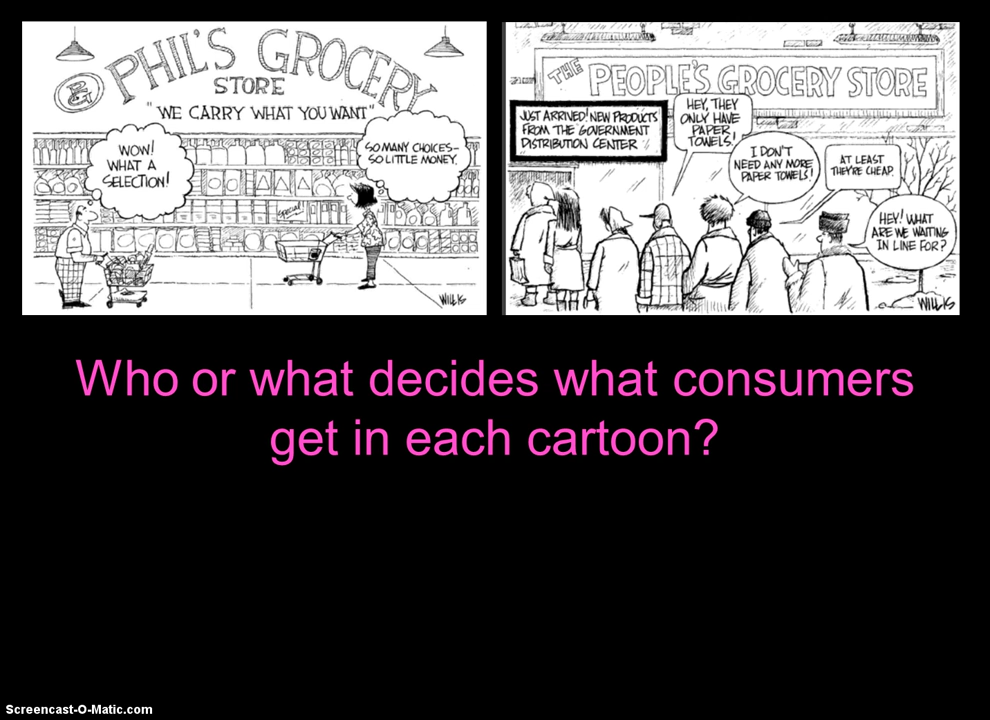 PHIL'S GROCERY
STORE
"WE CARRY WHAT YOU WANT"
WOW!
WHAT A
SELECTION!
SO MANY CHOICES-
SO LITTLE MONEY.
SPECIAL!
WILLIS
THE PEOPLE'S GROCERY STORE
JUST ARRIVED! NEW PRODUCTS
FROM THE GOVERNMENT
DISTRIBUTION CENTER
HEY, THEY
ONLY HAVE
PAPER
TOWELS!
I DON'T
NEED ANY MORE
PAPER TOWELS!
AT LEAST
THEY'RE CHEAP.
HEY! WHAT
ARE WE WAITING
IN LINE FOR?
WILLIS
Who or what decides what consumers
get in each cartoon?
Screencast-O-Matic.com